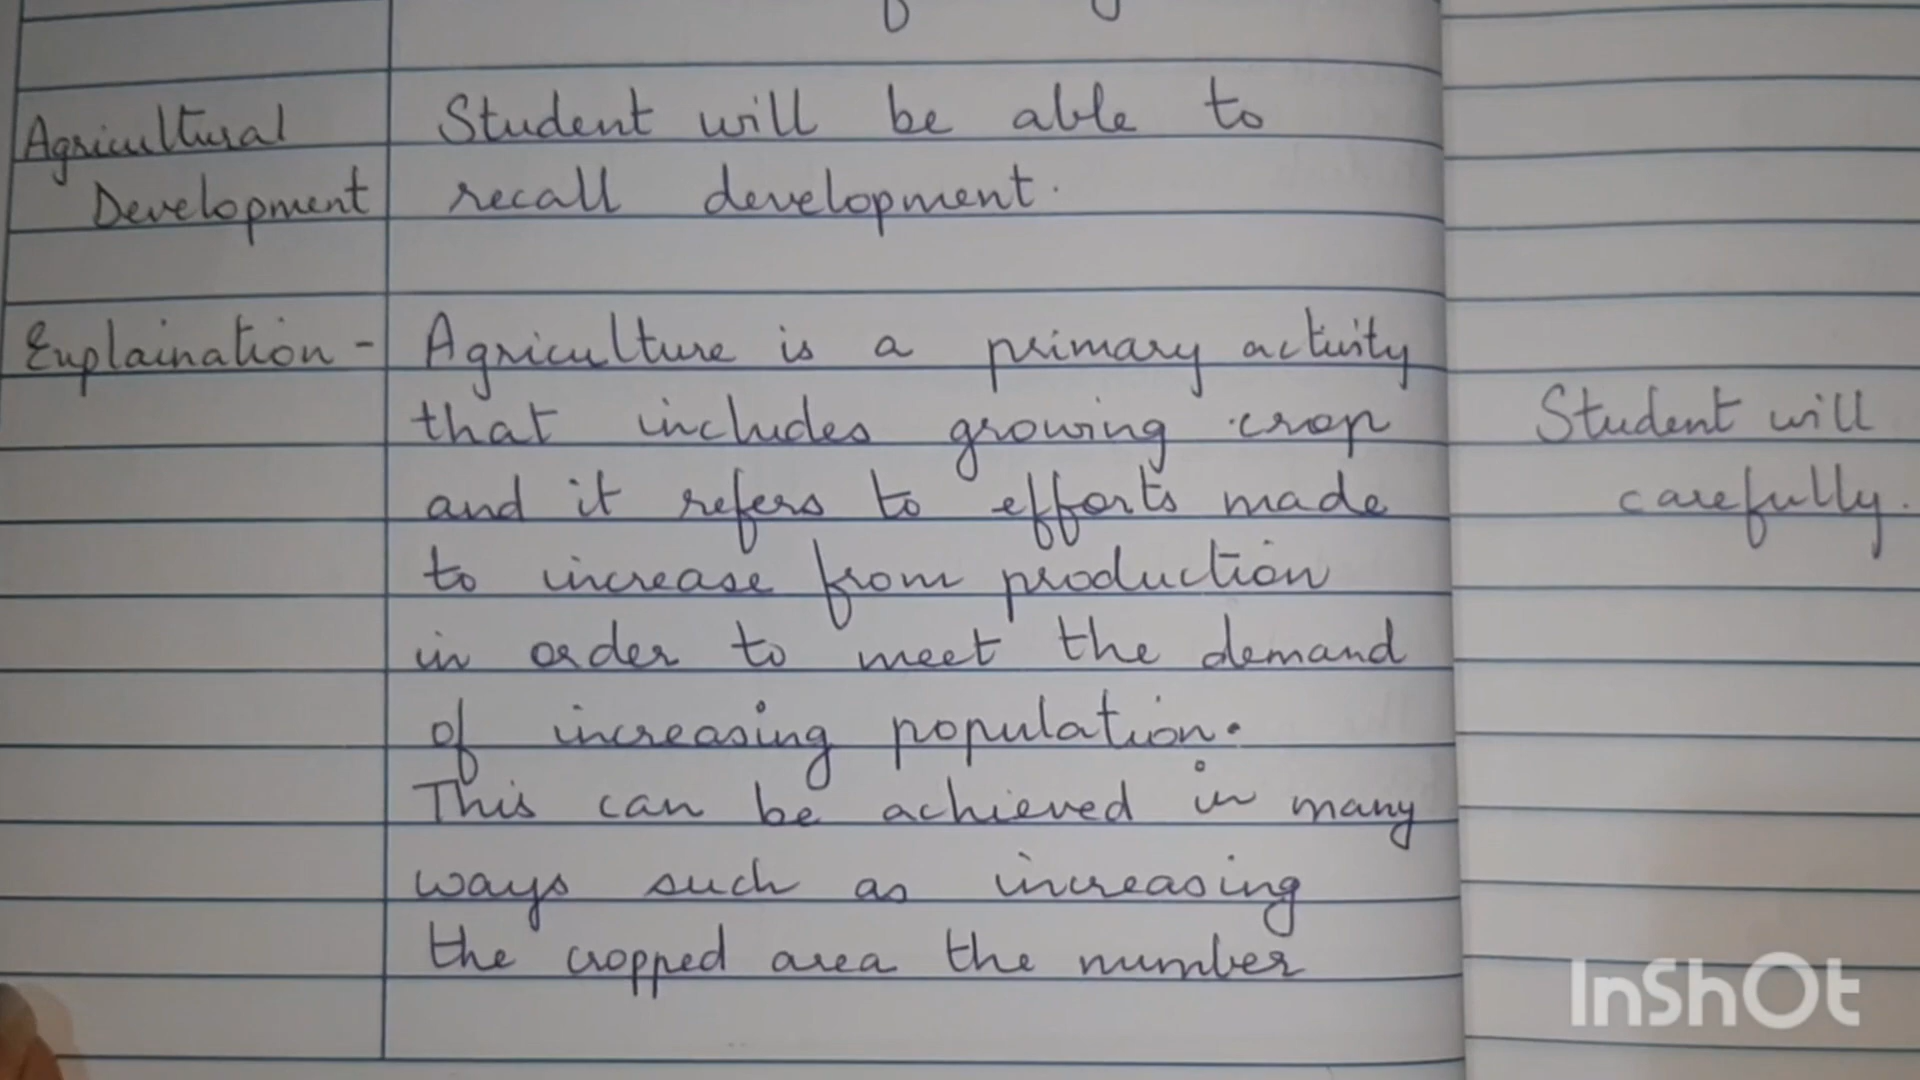 Agricultural Student will be able to
Development recall development.
Explaination - Agriculture is a primary activity
that includes growing crop
Student will
and it refers to efforts made
carefully.
to increase from production
in order to meet the demand
of increasing population.
This can be achieved in many
ways such as increasing
the cropped area the number
InShOt